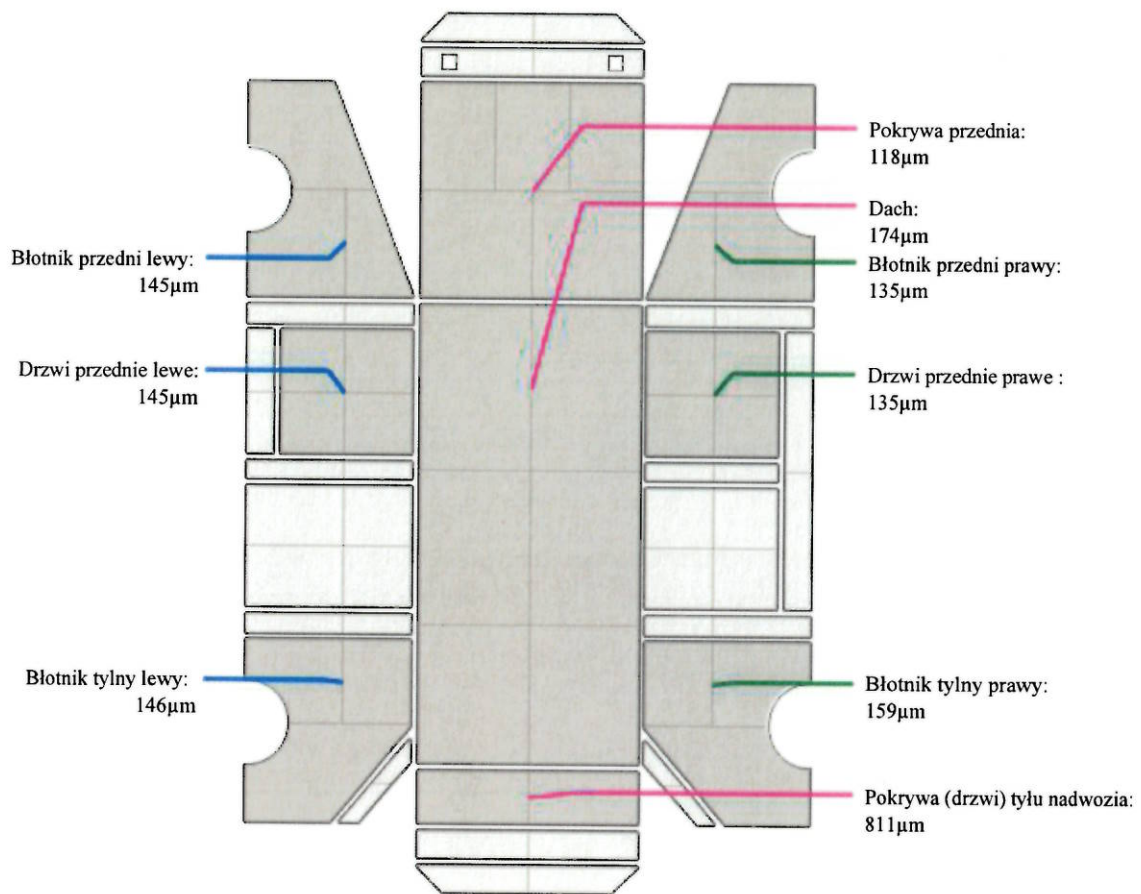 Pokrywa przednia:
118µm
Dach:
174µm
Błotnik przedni lewy:
145µm
Błotnik przedni prawy:
135µm
Drzwi przednie lewe:
145µm
Drzwi przednie prawe :
135µm
Błotnik tylny lewy:
146µm
Błotnik tylny prawy:
159µm
Pokrywa (drzwi) tyłu nadwozia:
811µm